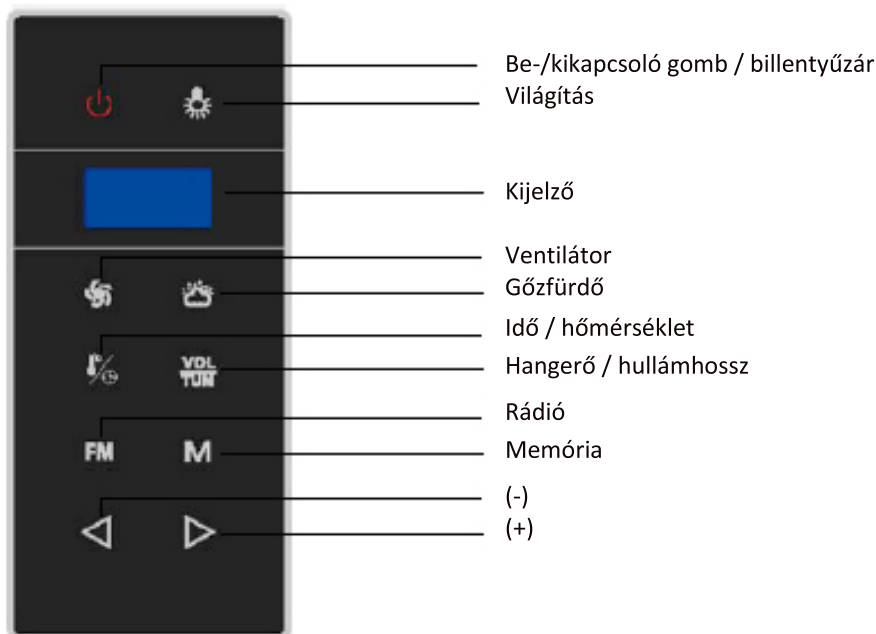 Be-/kikapcsoló gomb / billentyűzár
Világítás
Kijelző
Ventilátor
Gőzfürdő
Idő / hőmérséklet
VOL
TUN
Hangerő / hullámhossz
Rádió
FM
M
Memória
(-)
(+)